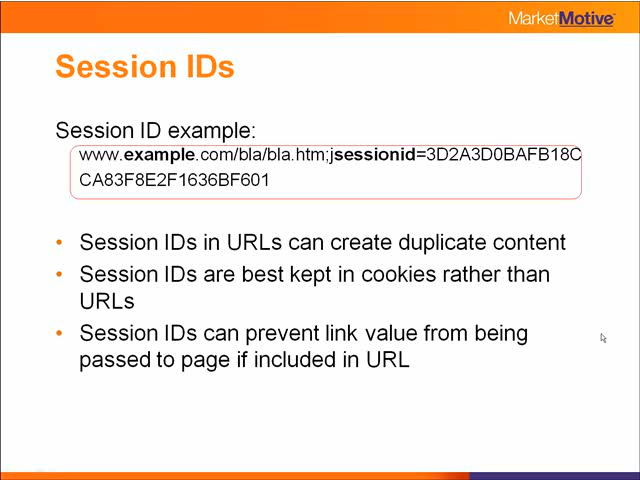 MarketMotive
Session IDs
Session ID example:
www.example.com/bla/bla.htm;jsessionid=3D2A3D0BAFB18C
CA83F8E2F1636BF601
• Session IDs in URLs can create duplicate content
• Session IDs are best kept in cookies rather than
URLs
• Session IDs can prevent link value from being
passed to page if included in URL